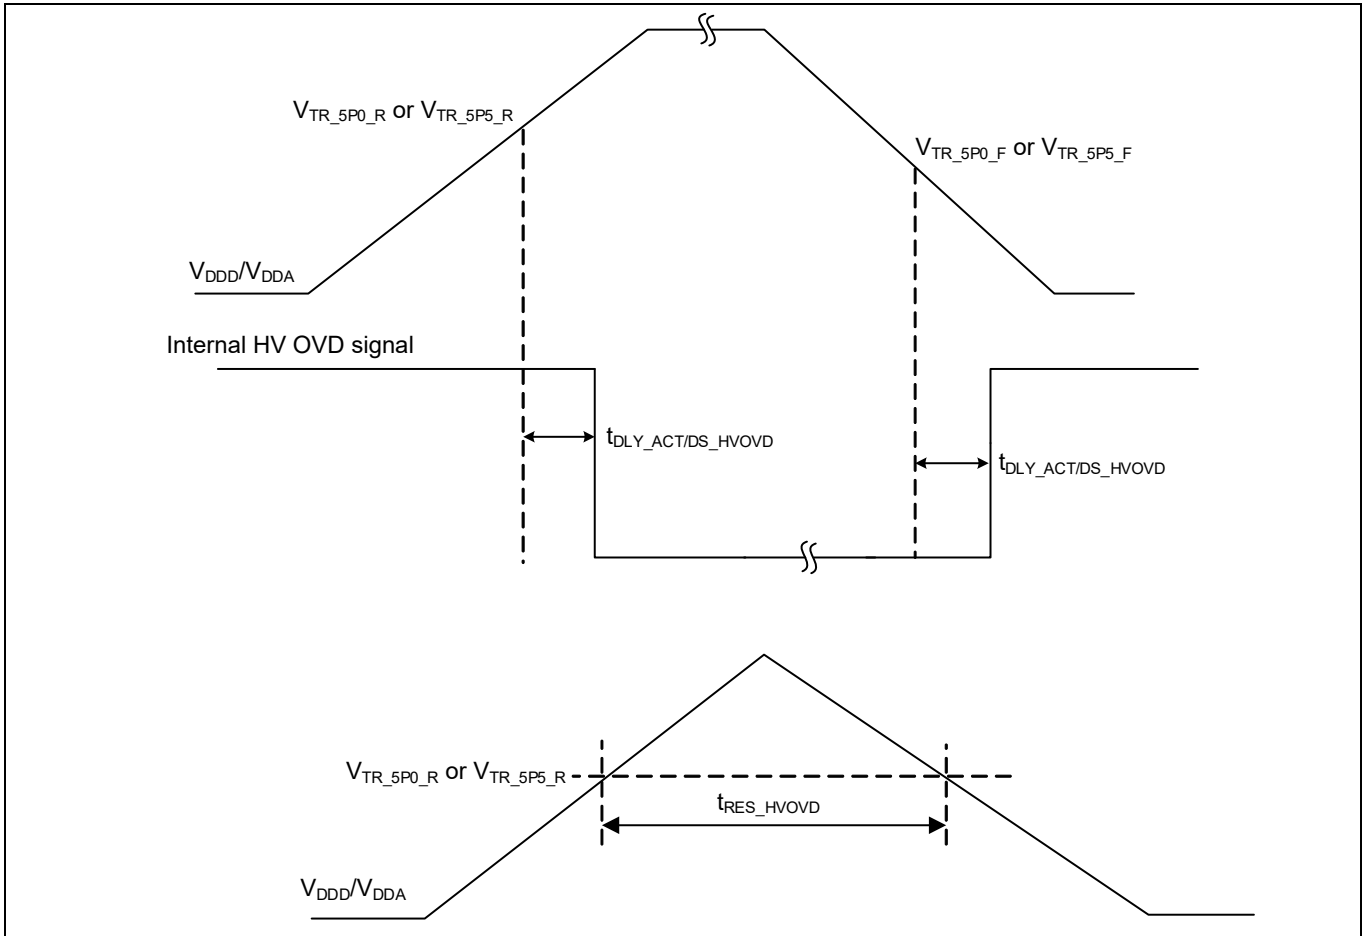 VTR_5P0_R or VTR_5P5_R
VTR_5P0_F or VTR_5P5_F
VDDD/VDDA
Internal HV OVD signal
tDLY_ACT/DS_HVOVD
tDLY_ACT/DS_HVOVD
VTR_5P0_R or VTR_5P5_R
tRES_HVOVD
VDDD/VDDA